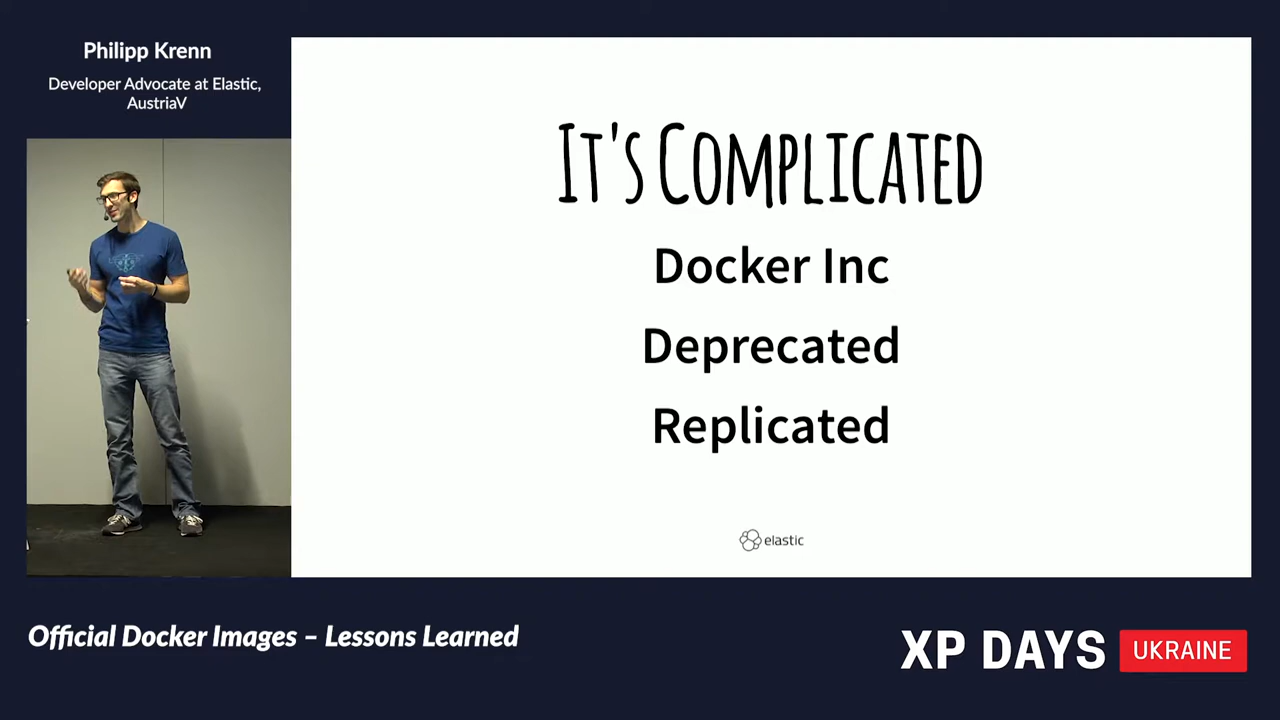 Philipp Krenn
Developer Advocate at Elastic,
AustriaV
It's Complicated
Docker Inc
Deprecated
Replicated
elastic
Official Docker Images – Lessons Learned
XP DAYS UKRAINE